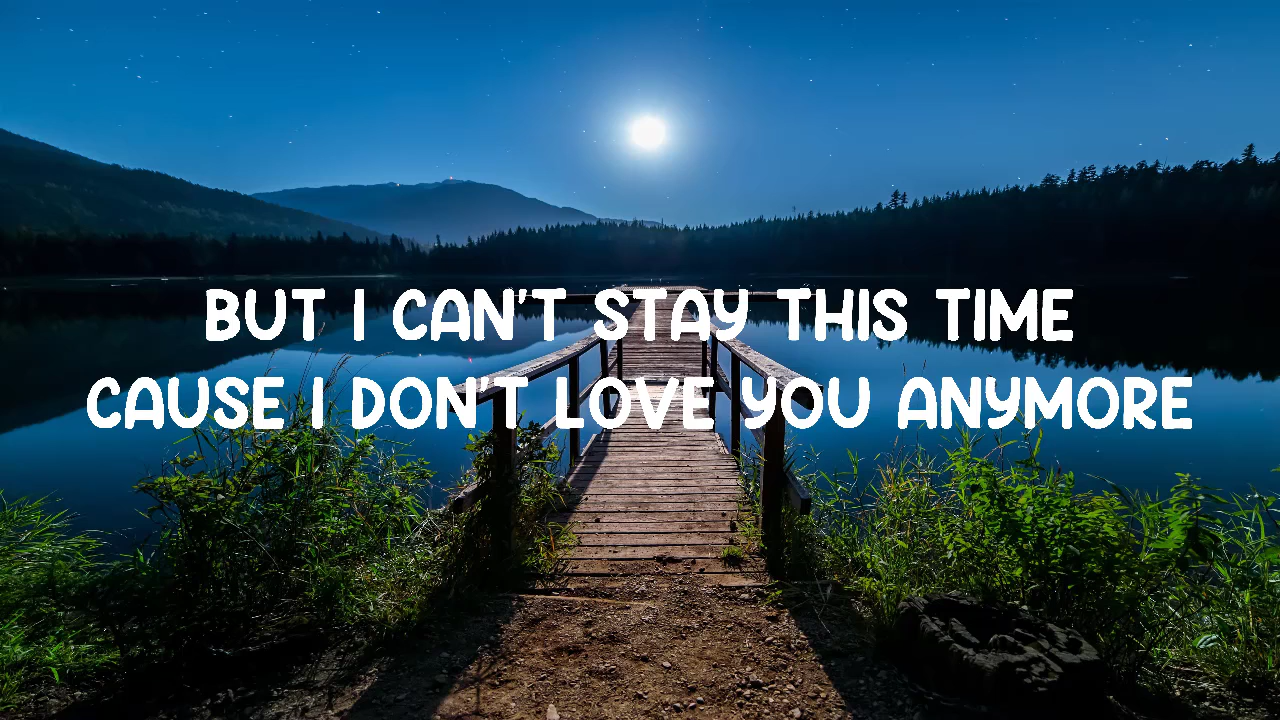 BUT I CAN'T STAY THIS TIME
CAUSE I DON'T LOVE YOU ANYMORE